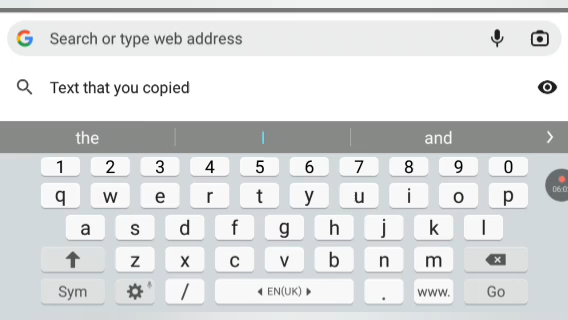 Search or type web address
Text that you copied
the I and
1 2 3 4 5 6 7 8 9 0
q w e r t y u i o p
a s d f g h j k l
z x c v b n m
Sym / EN(UK) . www. Go